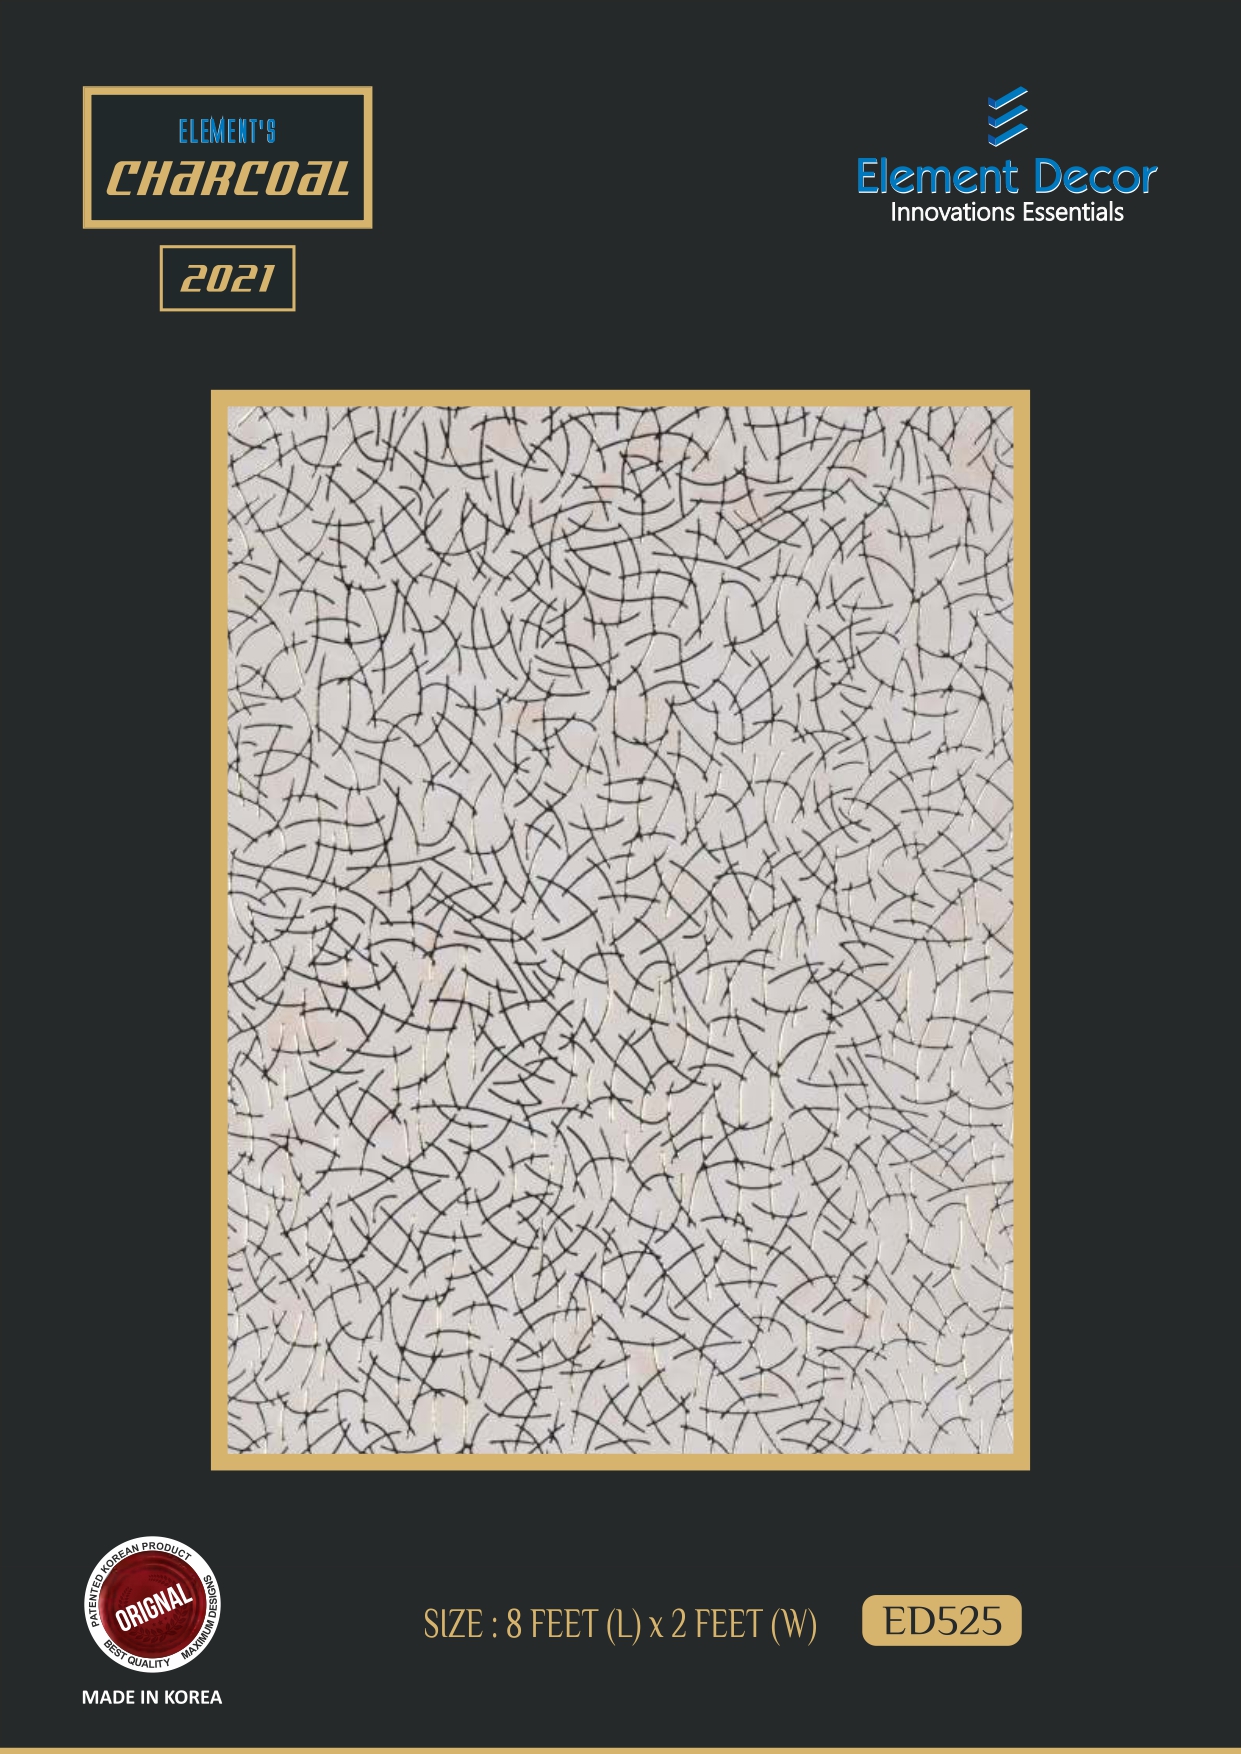 ELEMENT'S
CHARCOAL
2021
Element Decor
Innovations Essentials
PATENTED KOREAN PRODUCT
ORIGNAL
BEST QUALITY
MAXIMUM DESIGNS
MADE IN KOREA
SIZE : 8 FEET (L) x 2 FEET (W)
ED525